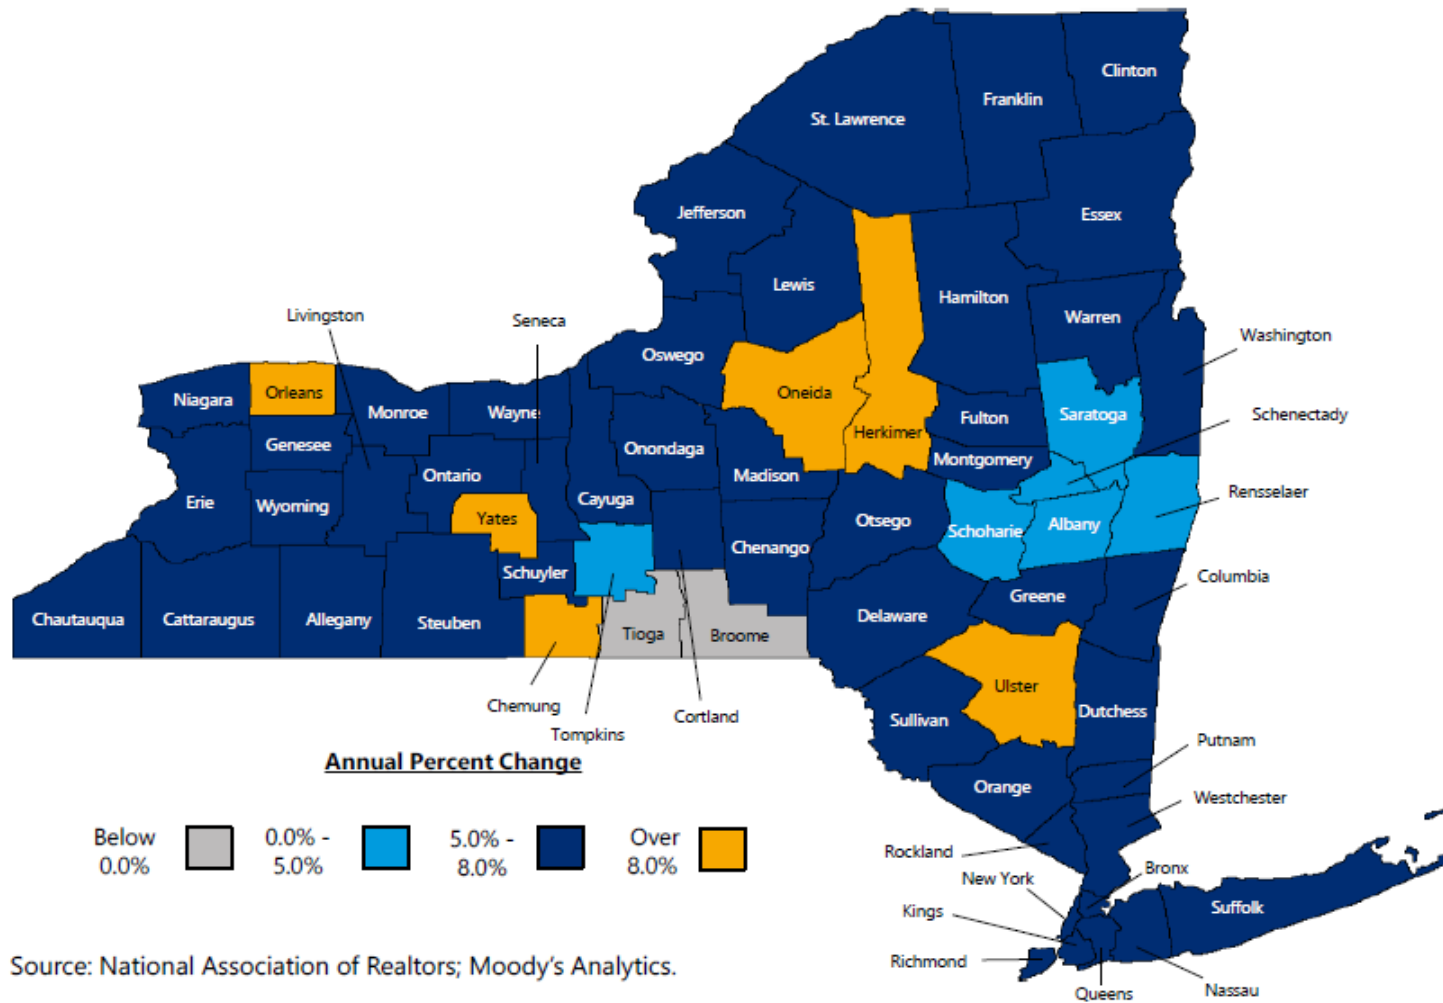 Clinton
Franklin
St. Lawrence
Jefferson
Essex
Lewis
Hamilton
Livingston
Seneca
Warren
Washington
Oswego
Orleans
Oneida
Niagara
Monroe
Wayne
Fulton
Saratoga
Schenectady
Herkimer
Genesee
Onondaga
Montgomery
Ontario
Madison
Erie
Wyoming
Cayuga
Rensselaer
Yates
Otsego
Schoharie
Albany
Chenango
Schuyler
Columbia
Greene
Chautauqua
Cattaraugus
Allegany
Steuben
Tioga
Broome
Delaware
Ulster
Chemung
Tompkins
Cortland
Sullivan
Dutchess
Putnam
Orange
Westchester
Rockland
New York
Bronx
Kings
Suffolk
Richmond
Queens
Nassau
Annual Percent Change
Below
0.0%
0.0% -
5.0%
5.0% -
8.0%
Over
8.0%
Source: National Association of Realtors; Moody's Analytics.